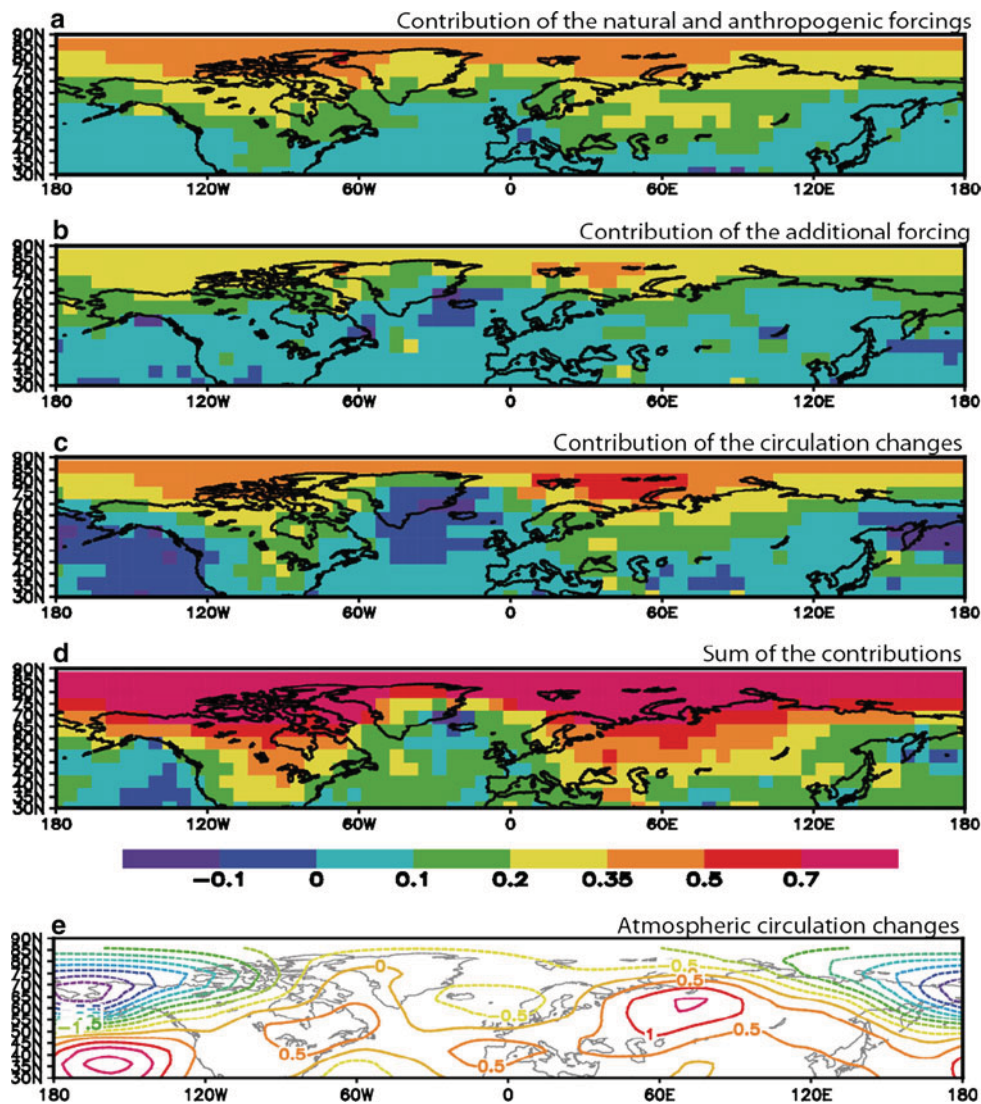 a Contribution of the natural and anthropogenic forcings
90N
85N
80N
75N
70N
65N
60N
55N
50N
45N
40N
35N
30N
180 120W 60W 0 60E 120E 180
b Contribution of the additional forcing
90N
85N
80N
75N
70N
65N
60N
55N
50N
45N
40N
35N
30N
180 120W 60W 0 60E 120E 180
c Contribution of the circulation changes
90N
85N
80N
75N
70N
65N
60N
55N
50N
45N
40N
35N
30N
180 120W 60W 0 60E 120E 180
d Sum of the contributions
90N
85N
80N
75N
70N
65N
60N
55N
50N
45N
40N
35N
30N
180 120W 60W 0 60E 120E 180
-0.1 0 0.1 0.2 0.35 0.5 0.7
e Atmospheric circulation changes
90N
85N
80N
75N
70N
65N
60N
55N
50N
45N
40N
35N
30N
0 0.5 0.5
1
-1.5
0.5 0.5 1 0.5
180 120W 60W 0 60E 120E 180